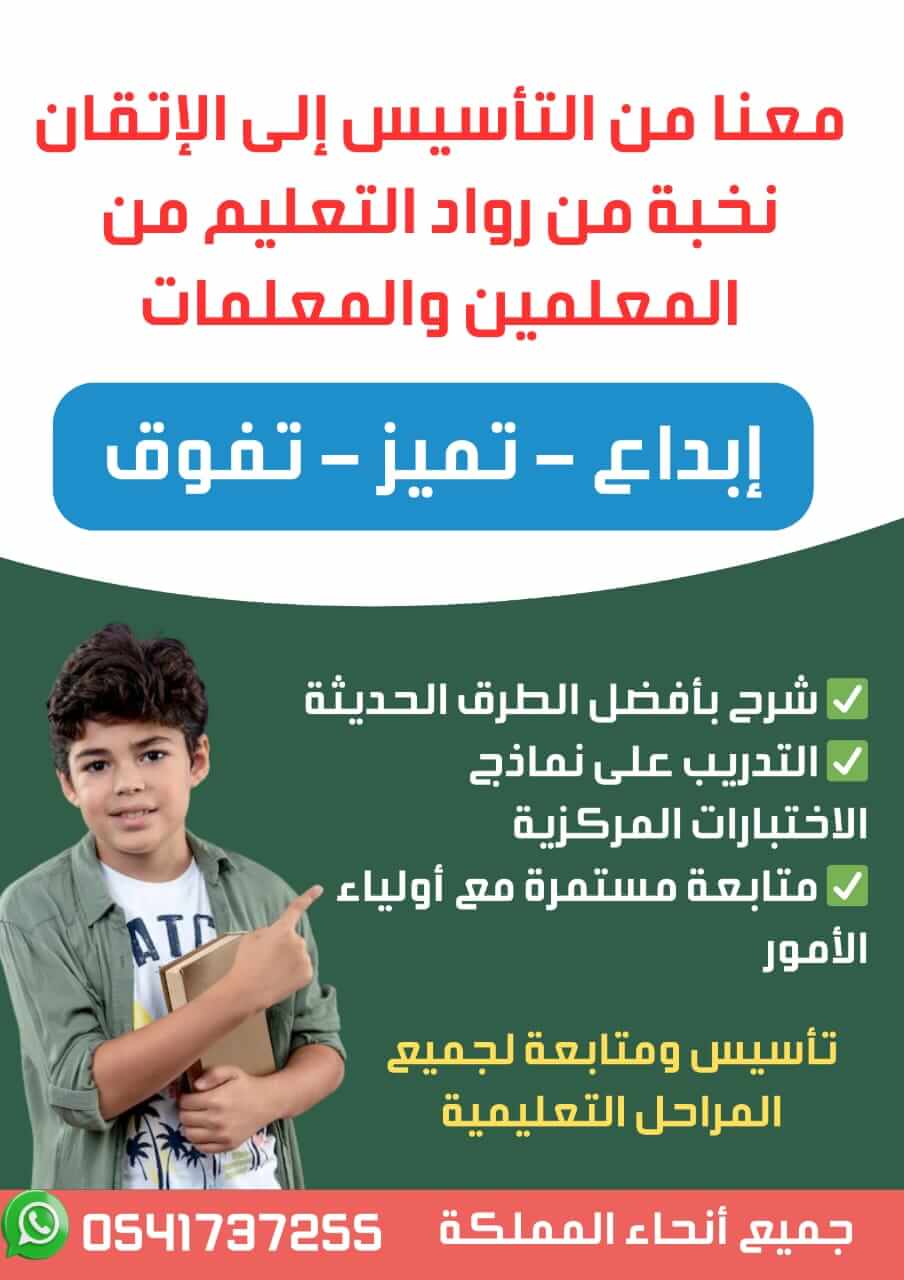 معنا من التأسيس إلى الإتقان
نخبة من رواد التعليم من
المعلمين والمعلمات
إبداع – تميز – تفوق
✅ شرح بأفضل الطرق الحديثة
✅ التدريب على نماذج
الاختبارات المركزية
✅ متابعة مستمرة مع أولياء
الأمور
ATC
تأسيس ومتابعة لجميع
المراحل التعليمية
جميع أنحاء المملكة 0541737255